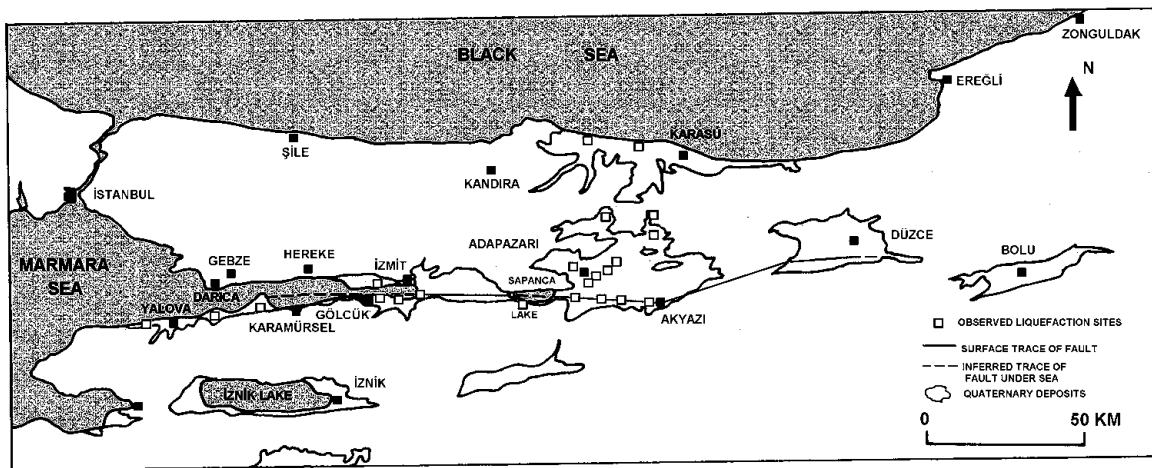 ZONGULDAK
BLACK SEA
EREĞLİ
N
KARASU
ŞİLE
KANDIRA
İSTANBUL
DÜZCE
ADAPAZARI
BOLU
HEREKE
GEBZE
İZMİT
MARMARA
SEA
SAPANCA
LAKE
DARICA
YALOVA
GÖLCÜK
KARAMÜRSEL
AKYAZI
OBSERVED LIQUEFACTION SITES
SURFACE TRACE OF FAULT
INFERRED TRACE OF
FAULT UNDER SEA
QUATERNARY DEPOSITS
İZNİK
İZNİK LAKE
0 50 KM